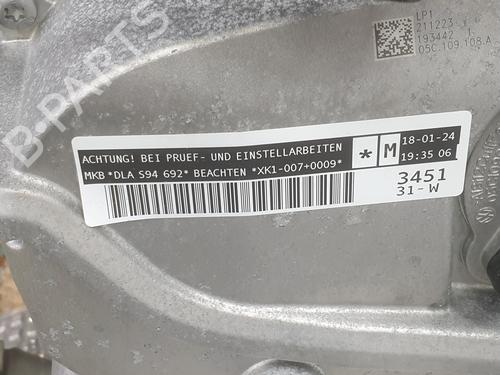 B-PARTS
LP1
211223
193442 1
05C.109.108.A
ACHTUNG! BEI PRUEF- UND EINSTELLARBEITEN
MKB *DLA S94 692* BEACHTEN *XK1-007+0009*
* M 18-01-24
19:35 06
3451
31-W